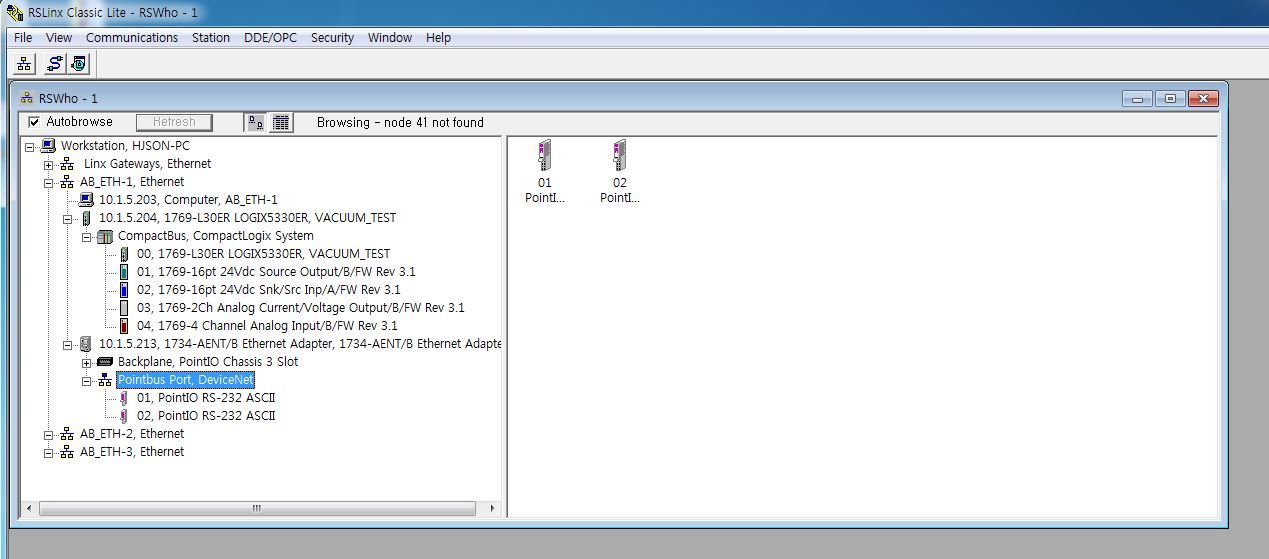 RSLinx Classic Lite - RSWho - 1
File View Communications Station DDE/OPC Security Window Help
RSWho - 1
Autobrowse Refresh Browsing - node 41 not found
Workstation, HJSON-PC
Linx Gateways, Ethernet
AB_ETH-1, Ethernet
10.1.5.203, Computer, AB_ETH-1
10.1.5.204, 1769-L30ER LOGIX5330ER, VACUUM_TEST
CompactBus, CompactLogix System
00, 1769-L30ER LOGIX5330ER, VACUUM_TEST
01, 1769-16pt 24Vdc Source Output/B/FW Rev 3.1
02, 1769-16pt 24Vdc Snk/Src Inp/A/FW Rev 3.1
03, 1769-2Ch Analog Current/Voltage Output/B/FW Rev 3.1
04, 1769-4 Channel Analog Input/B/FW Rev 3.1
10.1.5.213, 1734-AENT/B Ethernet Adapter, 1734-AENT/B Ethernet Adapte
Backplane, PointIO Chassis 3 Slot
Pointbus Port, DeviceNet
01, PointIO RS-232 ASCII
02, PointIO RS-232 ASCII
AB_ETH-2, Ethernet
AB_ETH-3, Ethernet
01 02
PointI... PointI...